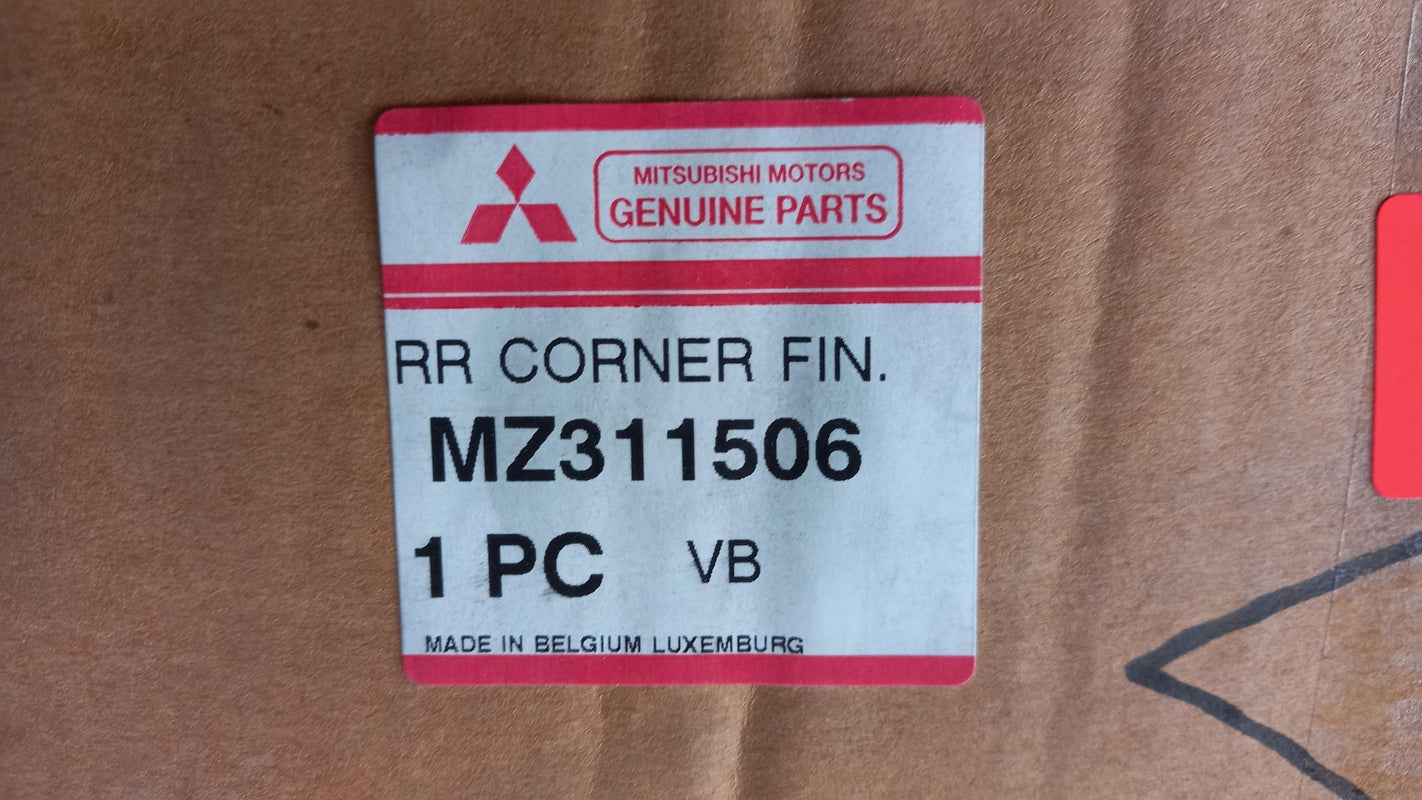 MITSUBISHI MOTORS
GENUINE PARTS
RR CORNER FIN.
MZ311506
1 PC VB
MADE IN BELGIUM LUXEMBURG